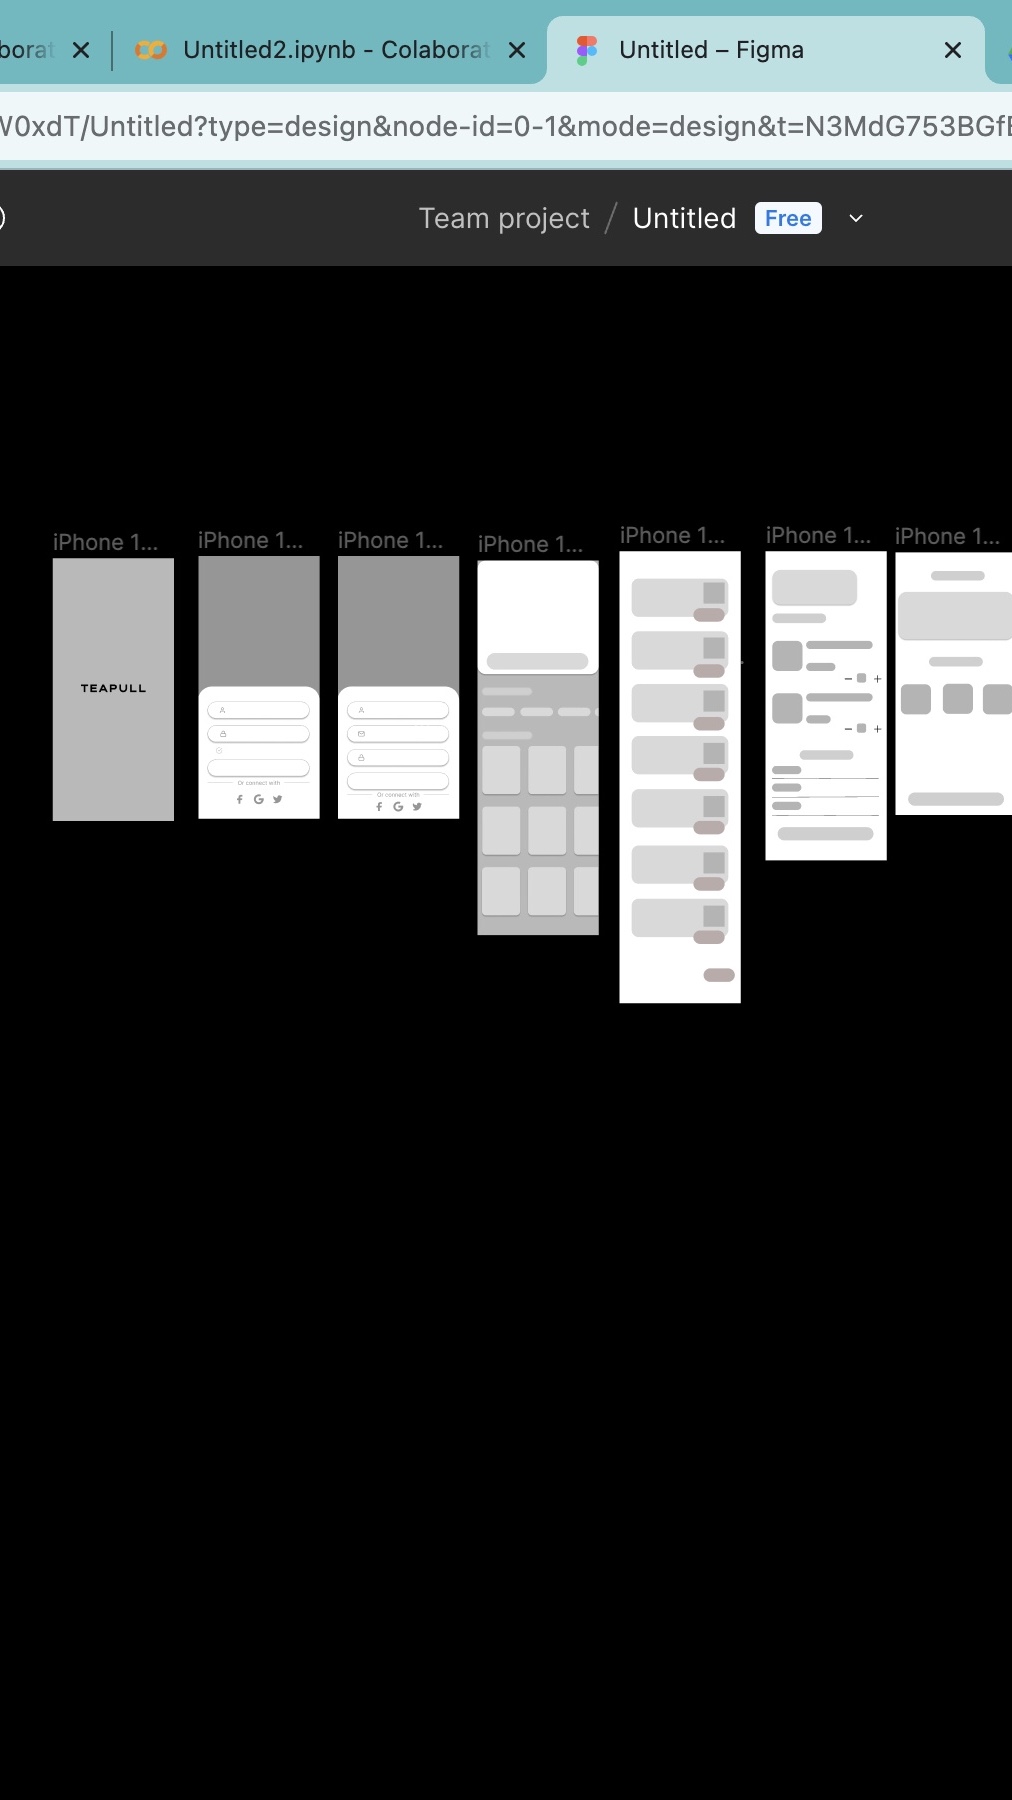 borat
Untitled2.ipynb - Colaborat
Untitled – Figma
W0xdT/Untitled?type=design&node-id=0-1&mode=design&t=N3MdG753BGf
Team project / Untitled Free
iPhone 1... iPhone 1... iPhone 1... iPhone 1... iPhone 1... iPhone 1... iPhone 1...
TEAPULL
Or connect with
Or connect with